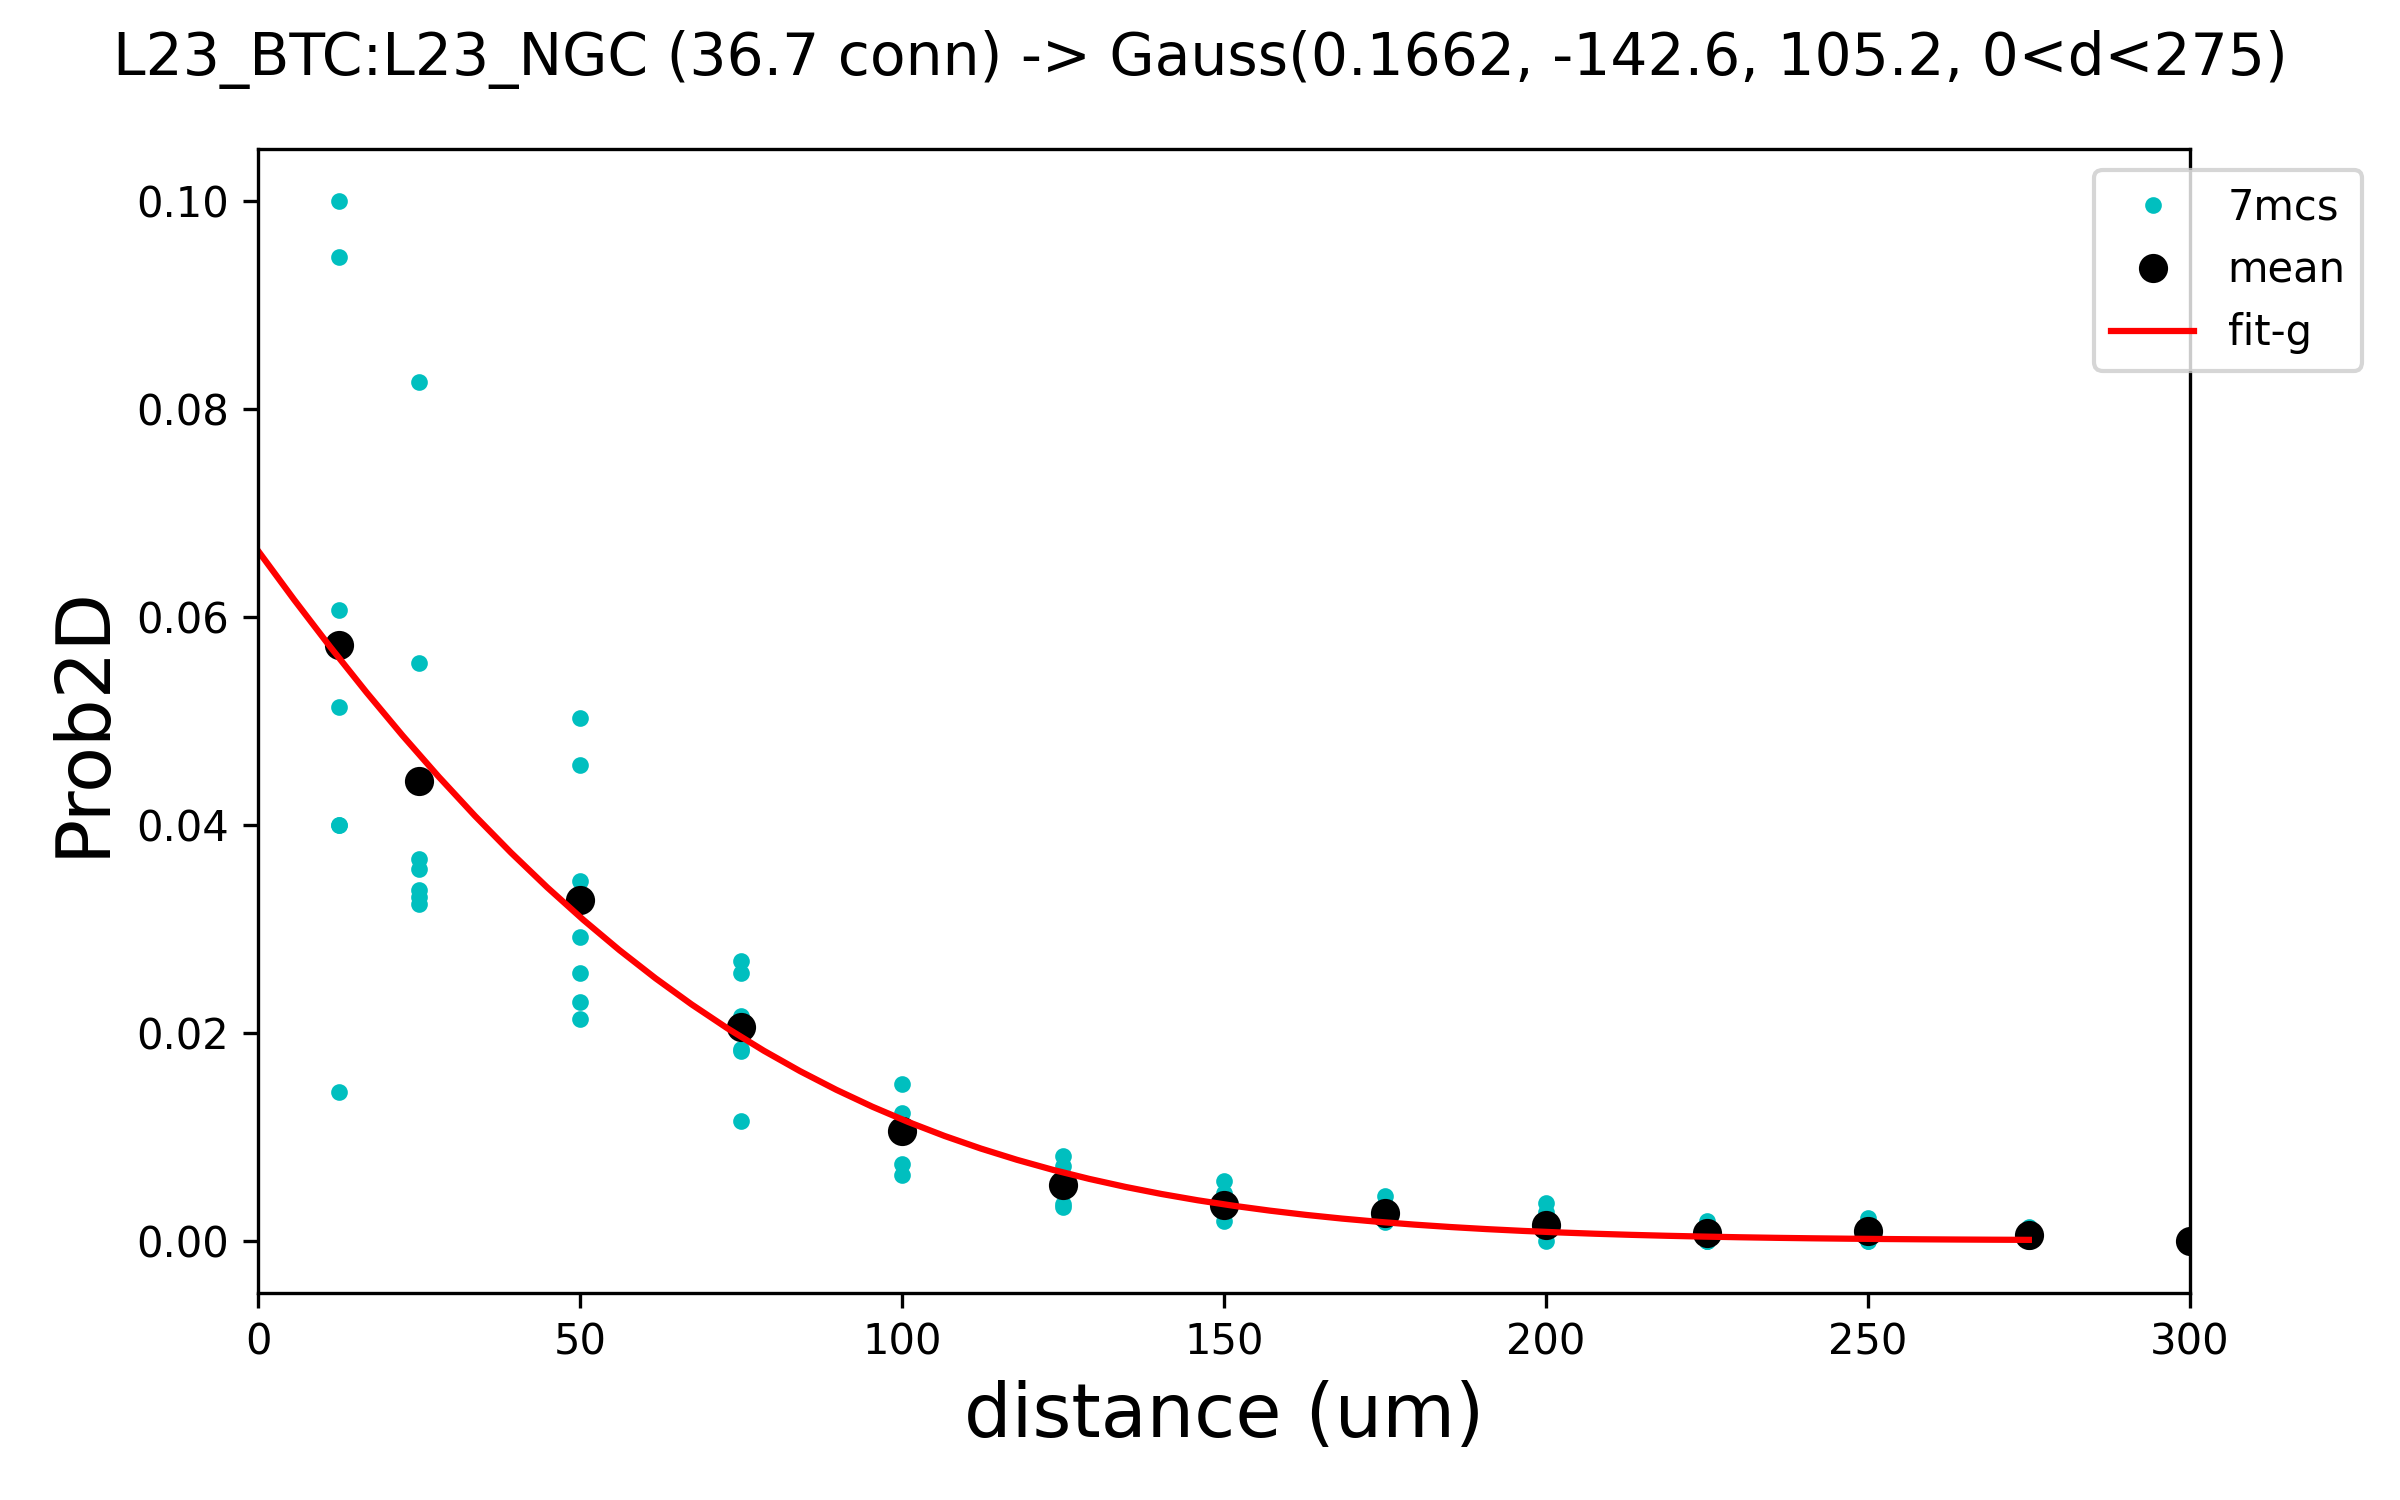 L23_BTC:L23_NGC (36.7 conn) -> Gauss(0.1662, -142.6, 105.2, 0<d<275)
7mcs
mean
fit-g
Prob2D
0.10
0.08
0.06
0.04
0.02
0.00
0 50 100 150 200 250 300
distance (um)